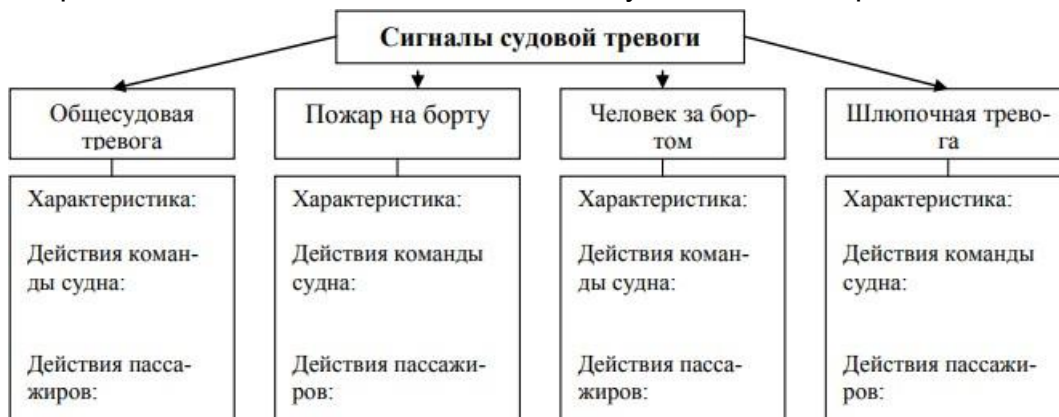 Сигналы судовой тревоги
Общесудовая
тревога
Пожар на борту
Человек за бор-
том
Шлюпочная трево-
га
Характеристика:
Действия коман-
ды судна:
Действия пасса-
жиров:
Характеристика:
Действия команды
судна:
Действия пассажи-
ров:
Характеристика:
Действия коман-
ды судна:
Действия пасса-
жиров:
Характеристика:
Действия команды
судна:
Действия пассажи-
ров: